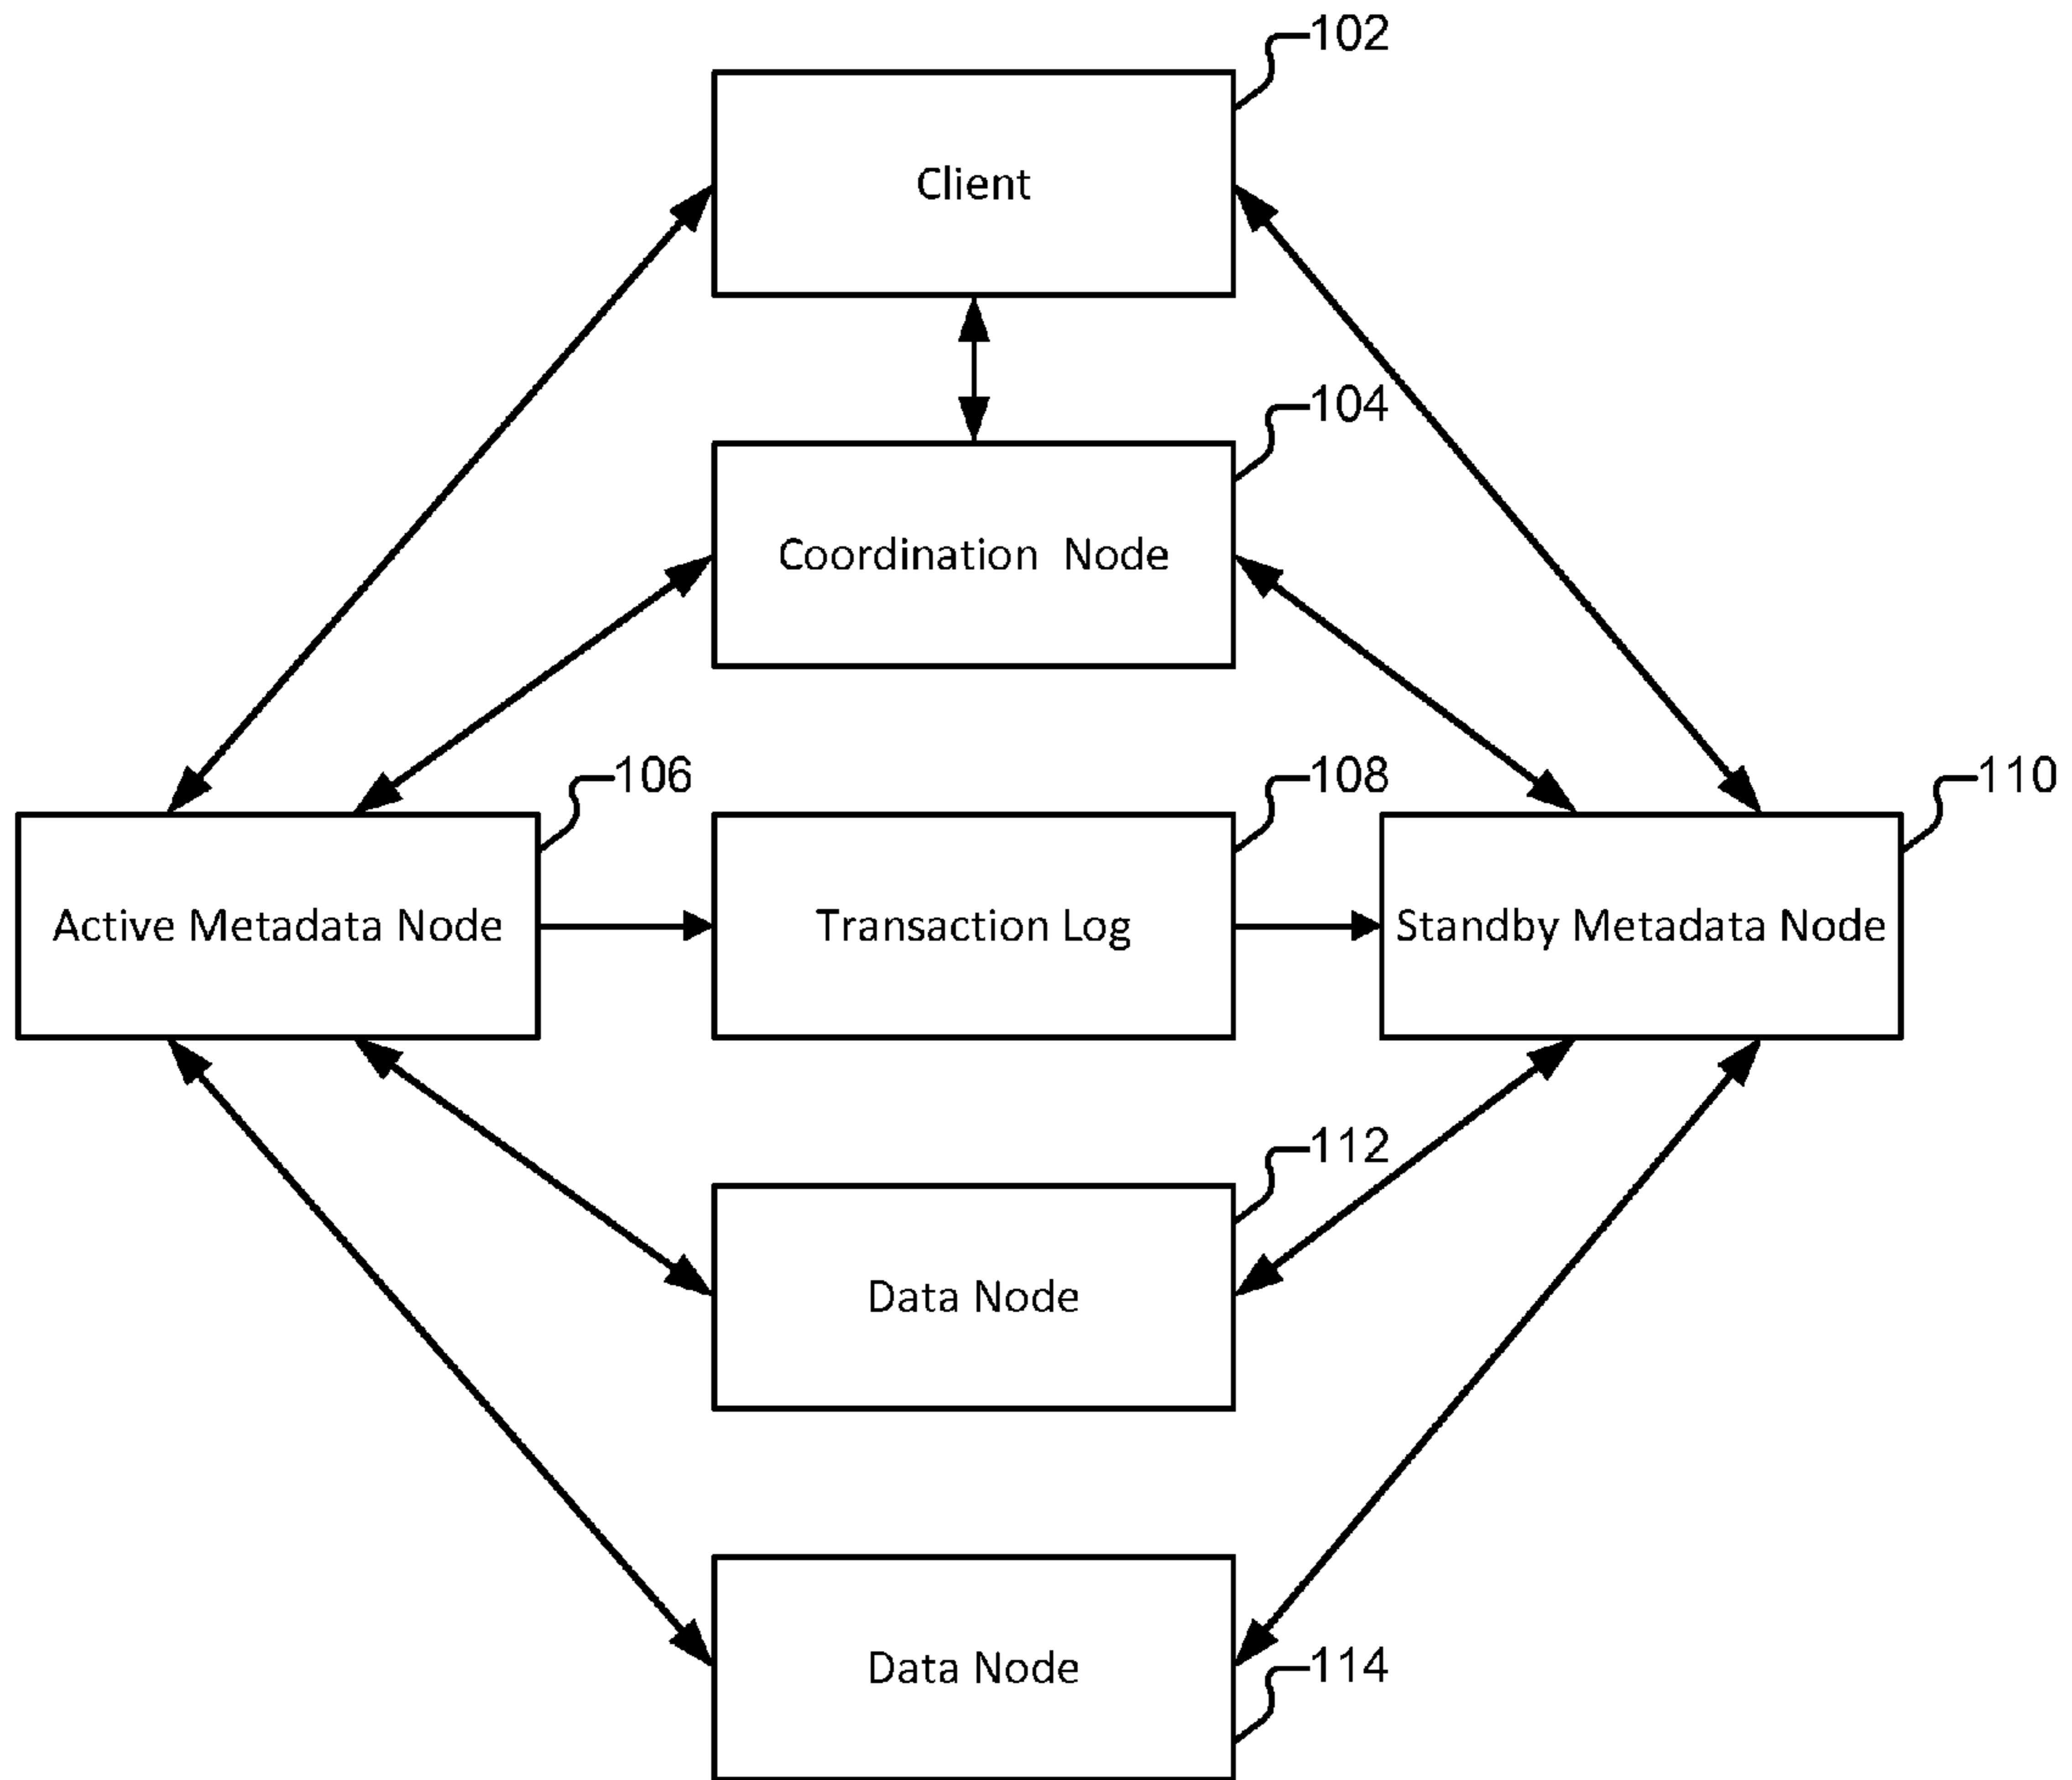 102
Client
104
Coordination Node
106
108
110
Active Metadata Node
Transaction Log
Standby Metadata Node
112
Data Node
Data Node
114